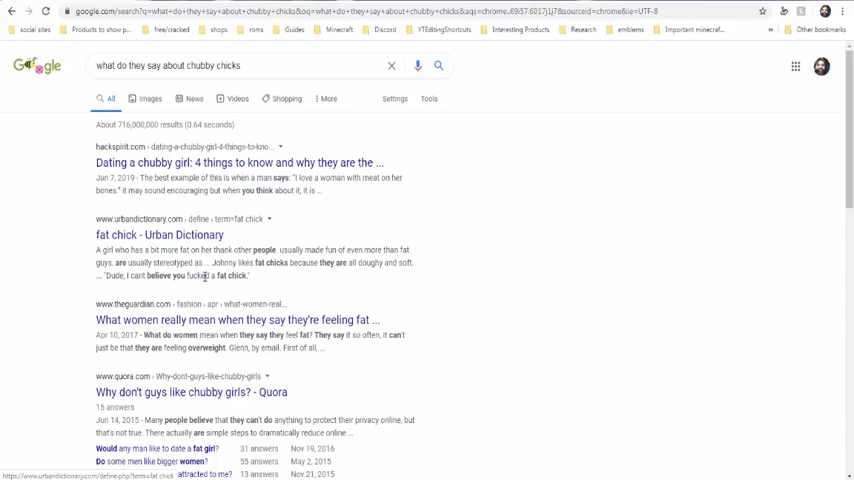 google.com/search?q=what+do+they+say+about+chubby+chicks&oq=what+do+they+say+about+chubby+chicks&aqs=chrome..69i57.6017j1j7&sourceid=chrome&ie=UTF-8
social sites Products to show p... free/cracked shops roms Guides Minecraft Discord YTEditingShortcuts Interesting Products Research emblems Important minecraf... » Other bookmarks
Google what do they say about chubby chicks
All Images News Videos Shopping More Settings Tools
About 716,000,000 results (0.64 seconds)
hackspirit.com › dating-a-chubby-girl-4-things-to-kno...
Dating a chubby girl: 4 things to know and why they are the ...
Jan 7, 2019 - The best example of this is when a man says: "I love a woman with meat on her
bones." it may sound encouraging but when you think about it, it is ...
www.urbandictionary.com › define › term=fat chick
fat chick - Urban Dictionary
A girl who has a bit more fat on her thank other people. usually made fun of even more than fat
guys. are usually stereotyped as ... Johnny likes fat chicks because they are all doughy and soft.
... "Dude, I cant believe you fucked a fat chick."
www.theguardian.com › fashion › apr › what-women-real...
What women really mean when they say they're feeling fat ...
Apr 10, 2017 - What do women mean when they say they feel fat? They say it so often, it can't
just be that they are feeling overweight. Glenn, by email. First of all, ...
www.quora.com › Why-dont-guys-like-chubby-girls
Why don't guys like chubby girls? - Quora
15 answers
Jun 14, 2015 - Many people believe that they can't do anything to protect their privacy online, but
that's not true. There actually are simple steps to dramatically reduce online ...
Would any man like to date a fat girl? 31 answers Nov 19, 2016
Do some men like bigger women? 55 answers May 2, 2015
attracted to me? 13 answers Nov 21, 2015
https://www.urbandictionary.com/define.php?term=fat chick